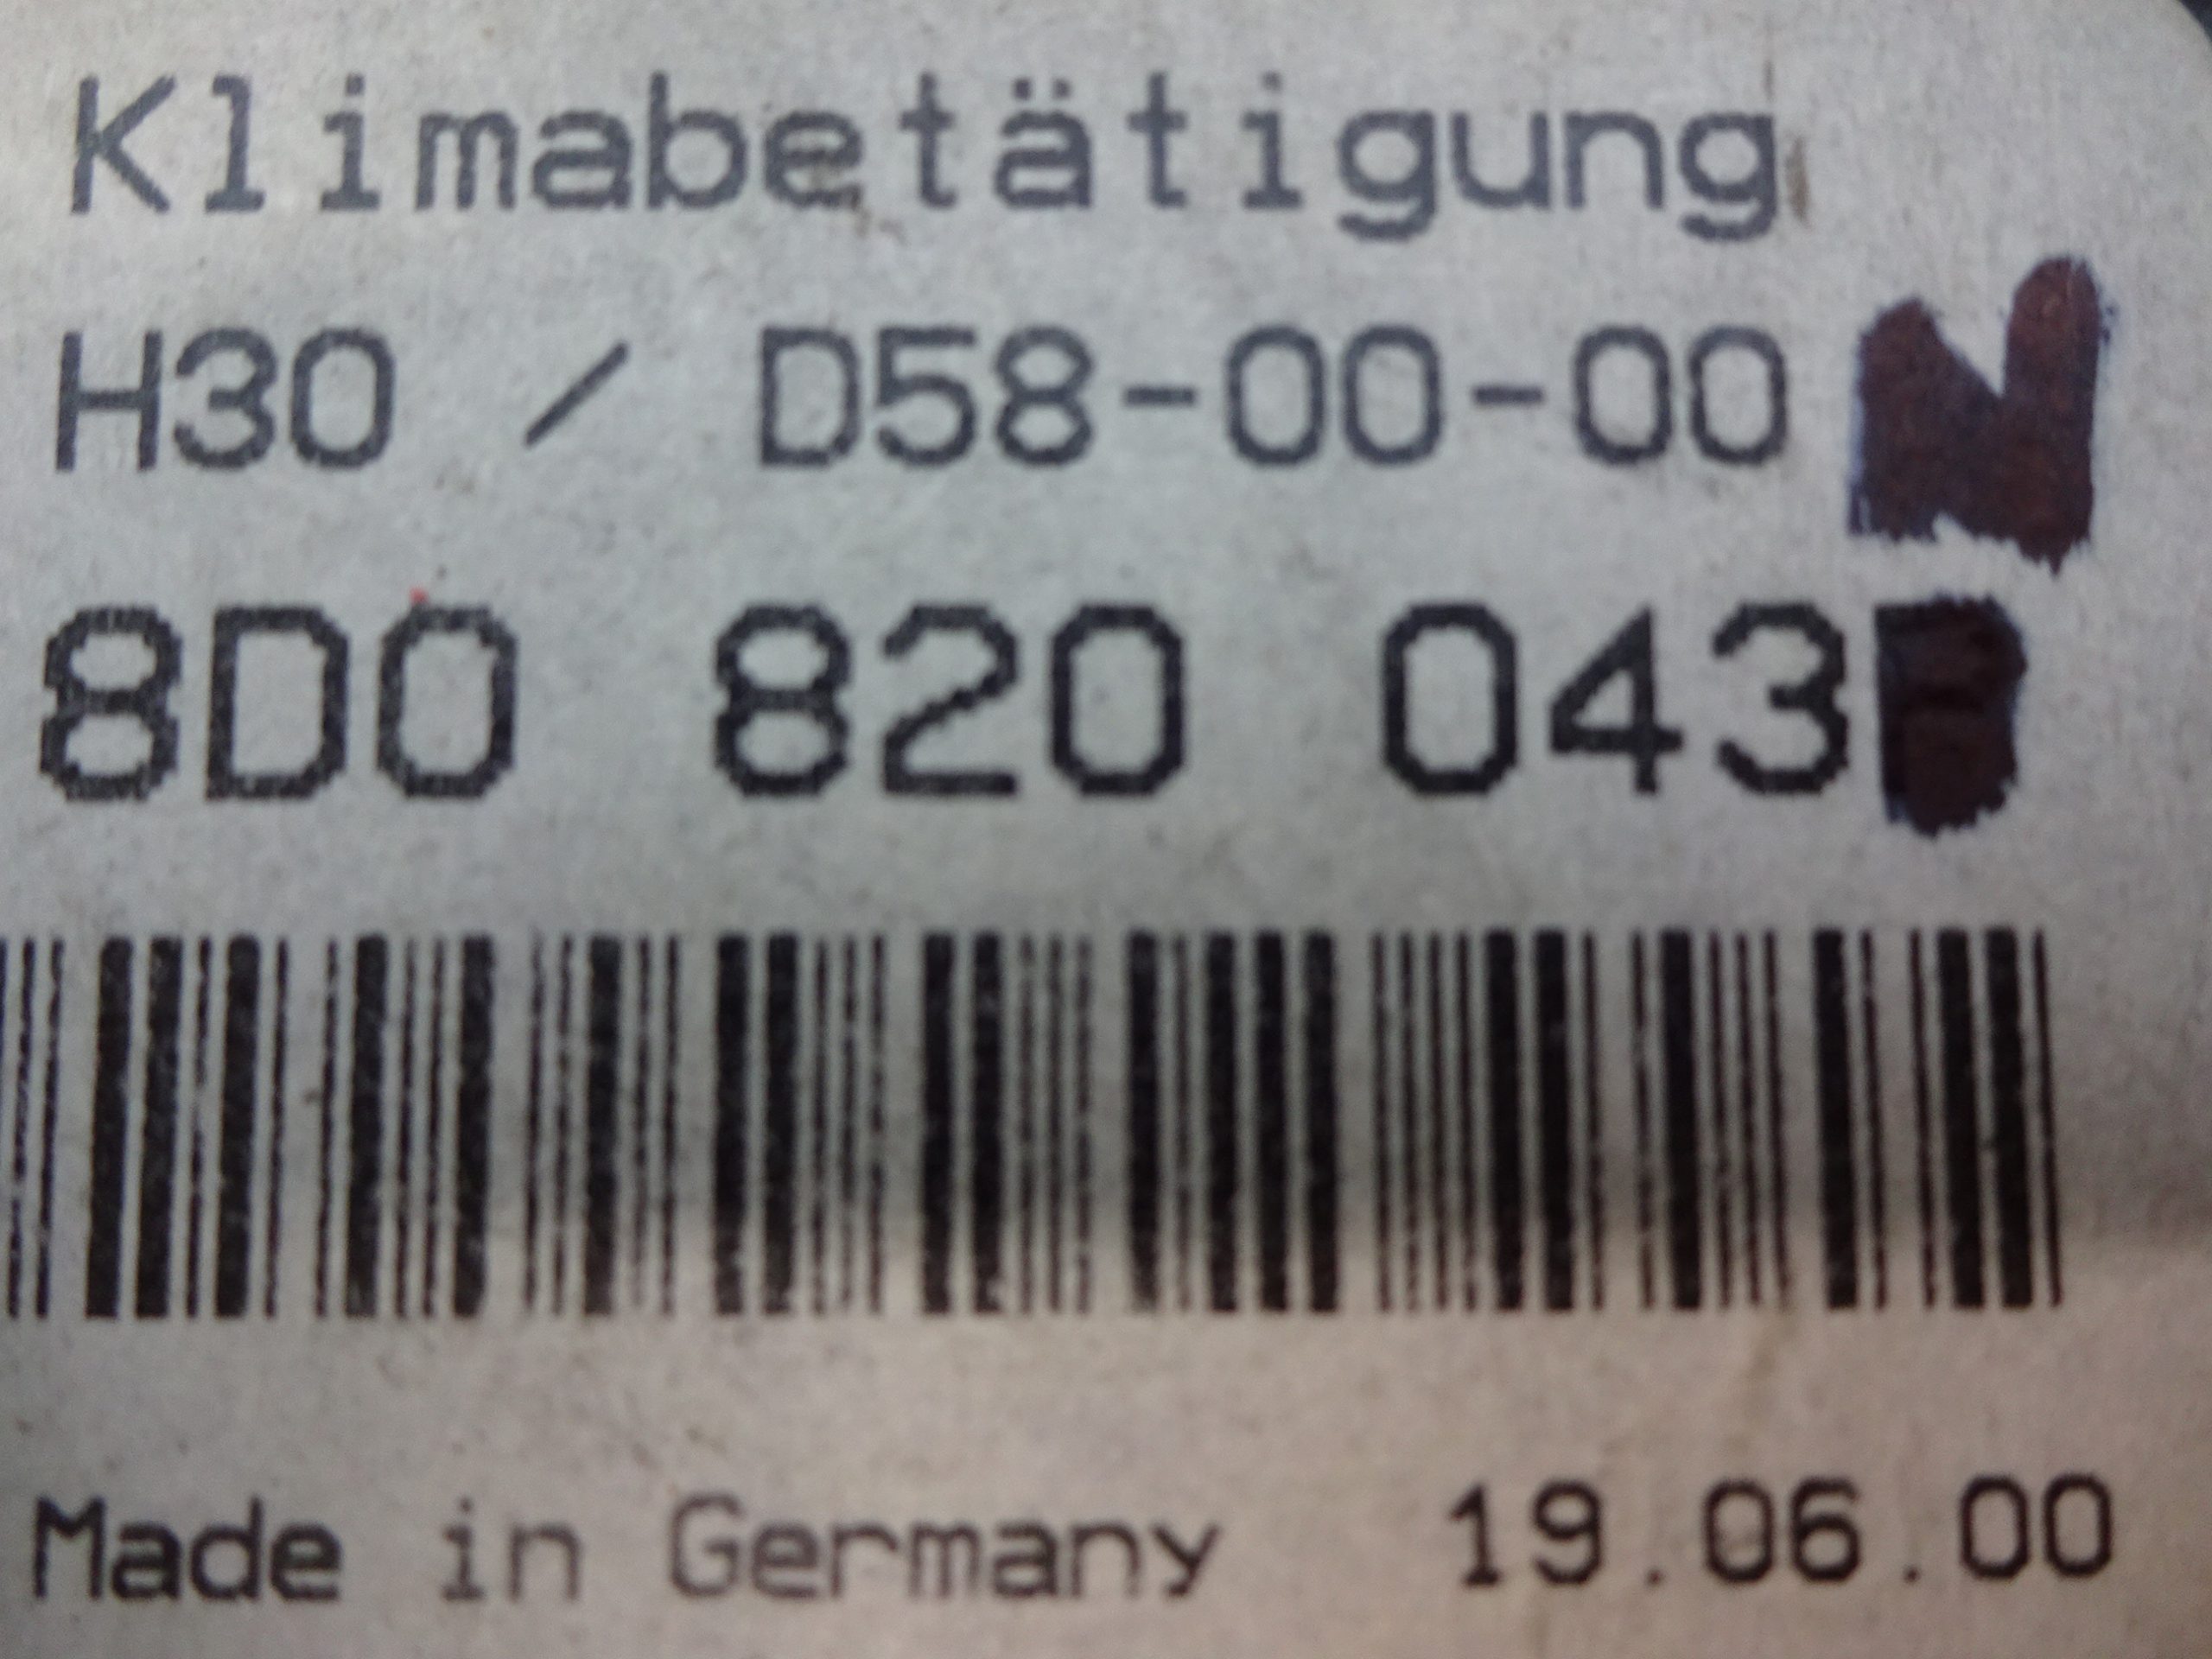 Klimabetätigung
H30 / D58-00-00 N
8D0 820 043
Made in Germany 19.06.00